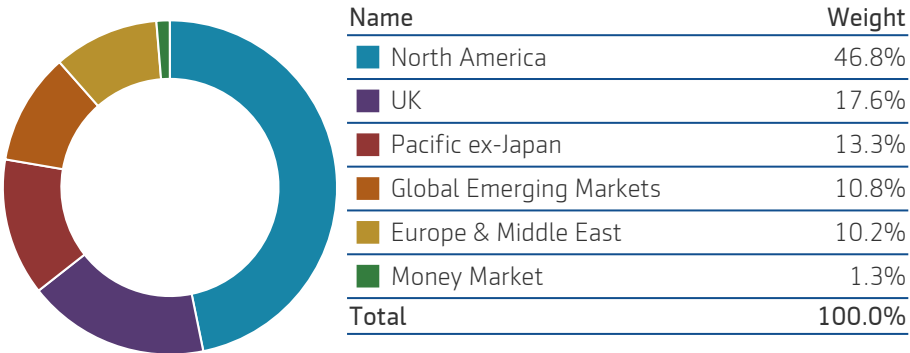 Name Weight
North America 46.8%
UK 17.6%
Pacific ex-Japan 13.3%
Global Emerging Markets 10.8%
Europe & Middle East 10.2%
Money Market 1.3%
Total 100.0%